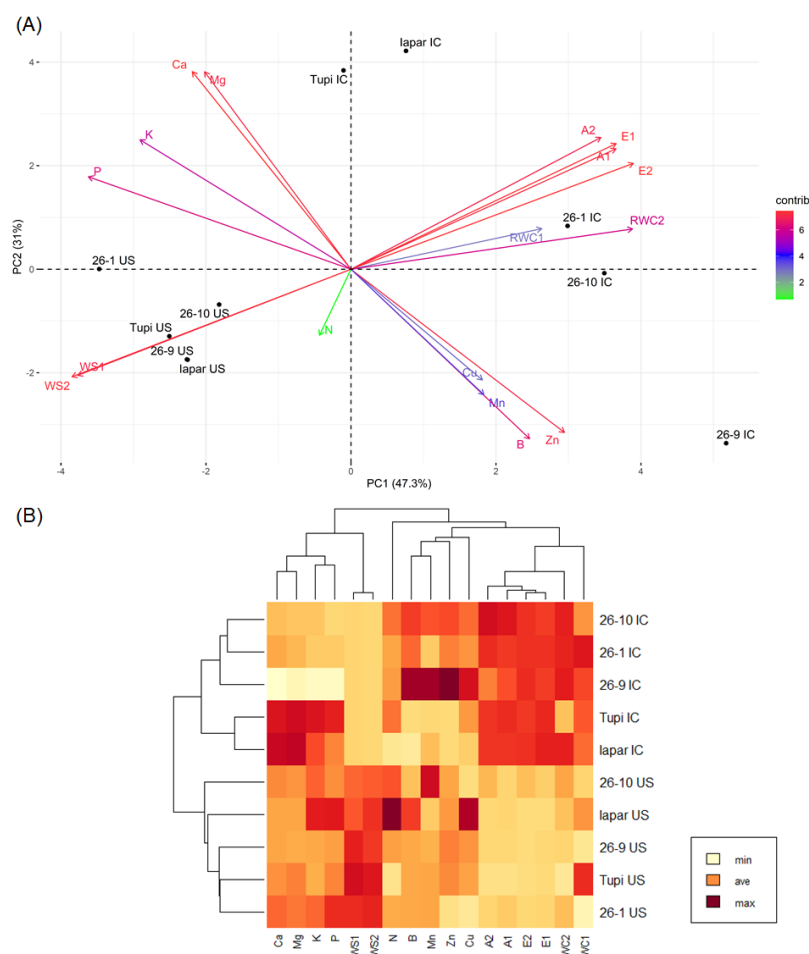 (A)
Iapar IC
Tupi IC
Ca
Mg
K
P
A2
E1
A1
E2
RWC1
RWC2
26-1 IC
26-10 IC
26-1 US
26-10 US
Tupi US
26-9 US
Iapar US
WS1
WS2
N
Cu
Mn
B
Zn
26-9 IC
4
2
0
-2
PC2 (31%)
-4 -2 0 2 4
PC1 (47.3%)
contrib
6
4
2
(B)
26-10 IC
26-1 IC
26-9 IC
Tupi IC
Iapar IC
26-10 US
Iapar US
26-9 US
Tupi US
26-1 US
Ca Mg K P WS1 WS2 N B Mn Zn Cu A2 A1 E2 E1 WC2 WC1
min
ave
max